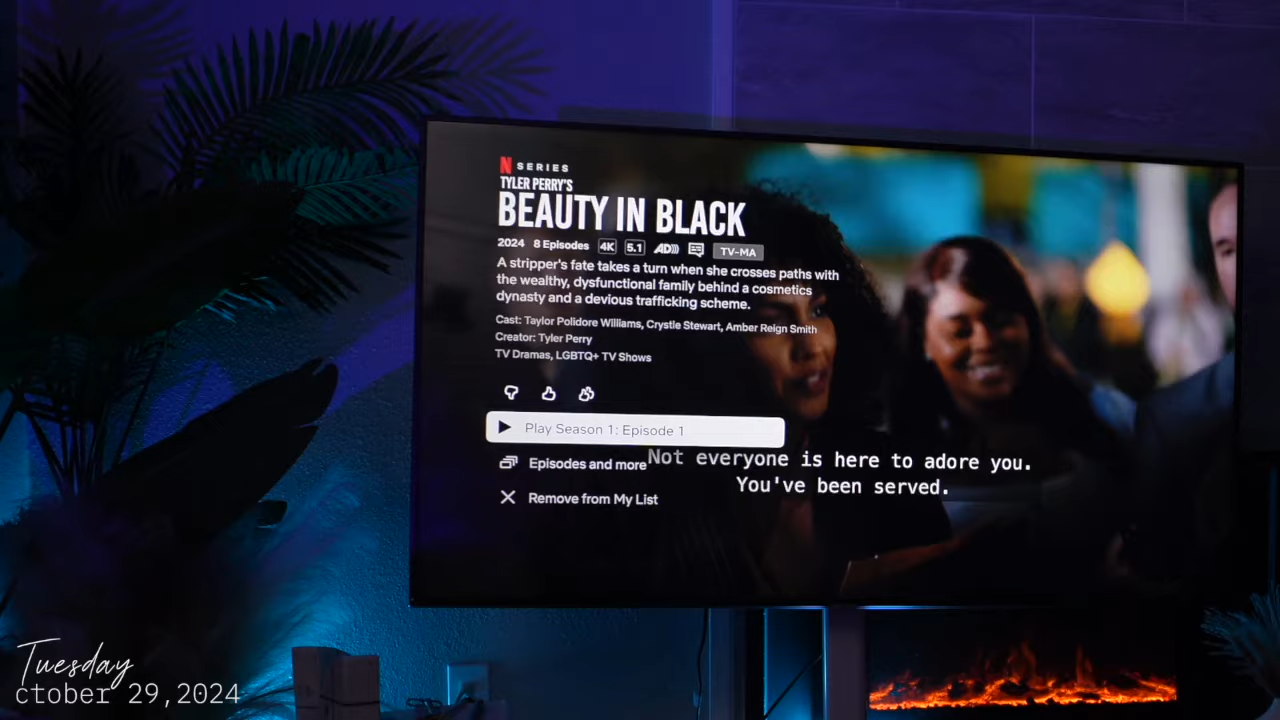 N SERIES
TYLER PERRY'S
BEAUTY IN BLACK
2024 8 Episodes 4K 5.1 AD TV-MA
A stripper's fate takes a turn when she crosses paths with
the wealthy, dysfunctional family behind a cosmetics
dynasty and a devious trafficking scheme.
Cast: Taylor Polidore Williams, Crystle Stewart, Amber Reign Smith
Creator: Tyler Perry
TV Dramas, LGBTQ+ TV Shows
Play Season 1: Episode 1
Episodes and more
Not everyone is here to adore you.
You've been served.
Remove from My List
Tuesday
ctober 29,2024